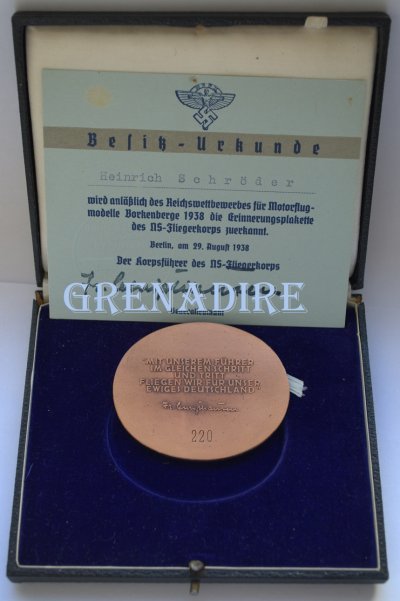 Besitz-Urkunde
Heinrich Schröder
wird anläßlich des Reichswettbewerbes für Motorflug-
modelle Borkenberge 1938 die Erinnerungsplakette
des NS-Fliegerkorps zuerkannt.
Berlin, am 29. August 1938
Der Korpsführer des NS-Fliegerkorps
GRENADIRE
"MIT UNSEREM FÜHRER
IM GLEICHEN SCHRITT
UND TRITT
FLIEGEN WIR FÜR UNSER
EWIGES DEUTSCHLAND"
220